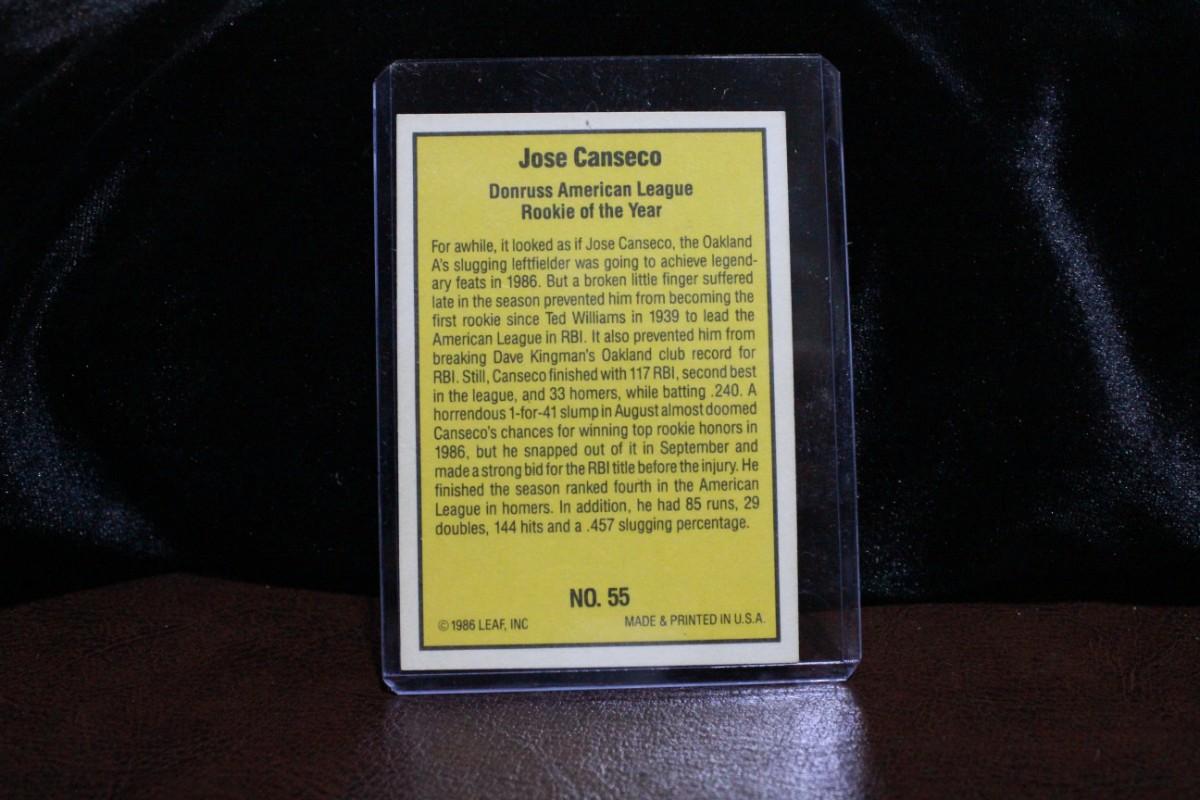 Jose Canseco
Donruss American League
Rookie of the Year
For awhile, it looked as if Jose Canseco, the Oakland
A's slugging leftfielder was going to achieve legend-
ary feats in 1986. But a broken little finger suffered
late in the season prevented him from becoming the
first rookie since Ted Williams in 1939 to lead the
American League in RBI. It also prevented him from
breaking Dave Kingman's Oakland club record for
RBI. Still, Canseco finished with 117 RBI, second best
in the league, and 33 homers, while batting .240. A
horrendous 1-for-41 slump in August almost doomed
Canseco's chances for winning top rookie honors in
1986, but he snapped out of it in September and
made a strong bid for the RBI title before the injury. He
finished the season ranked fourth in the American
League in homers. In addition, he had 85 runs, 29
doubles, 144 hits and a .457 slugging percentage.
NO. 55
© 1986 LEAF, INC MADE & PRINTED IN U.S.A.